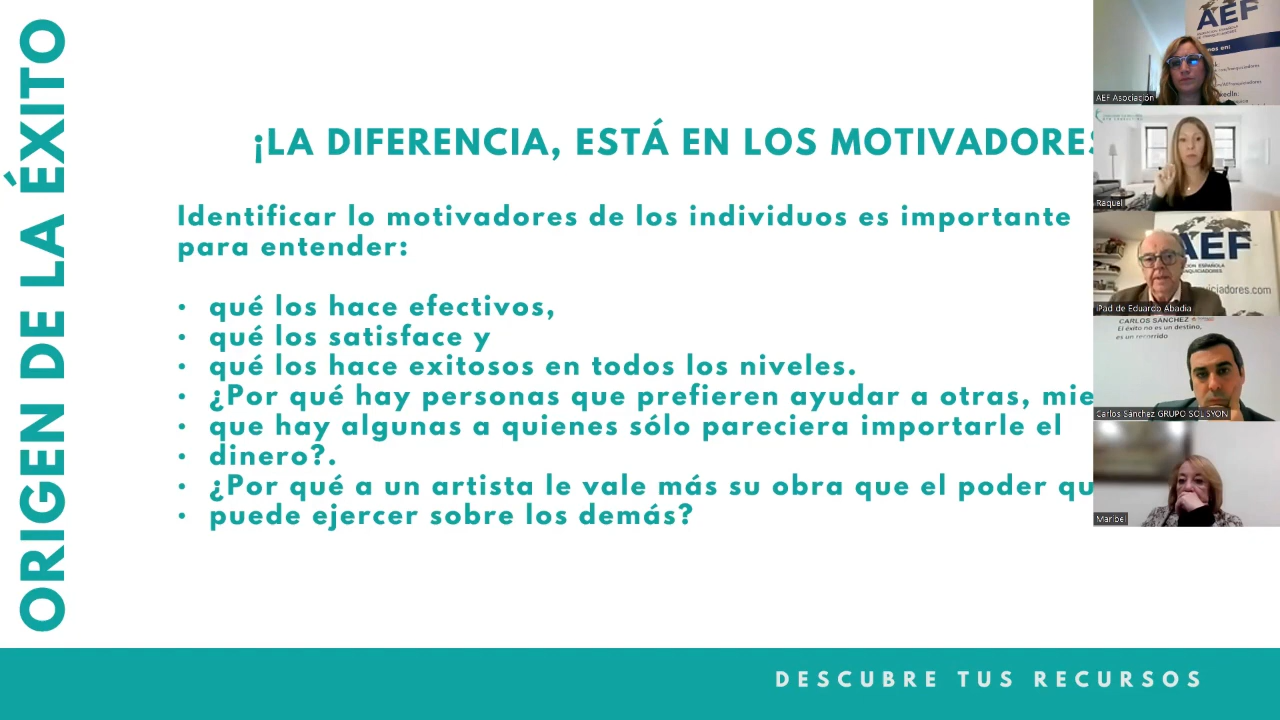 ORIGEN DE LA ÉXITO
¡LA DIFERENCIA, ESTÁ EN LOS MOTIVADORES
Identificar lo motivadores de los individuos es importante
para entender:
• qué los hace efectivos,
• qué los satisface y
• qué los hace exitosos en todos los niveles.
• ¿Por qué hay personas que prefieren ayudar a otras, mie
• que hay algunas a quienes sólo pareciera importarle el
• dinero?.
• ¿Por qué a un artista le vale más su obra que el poder qu
• puede ejercer sobre los demás?
DESCUBRE TUS RECURSOS
AEF
AEF Asociación
Raquel
AEF
iPad de Eduardo Abadía
CARLOS SÁNCHEZ
El éxito no es un destino,
es un recorrido
Carlos Sánchez GRUPO SOLISYON
Maribel